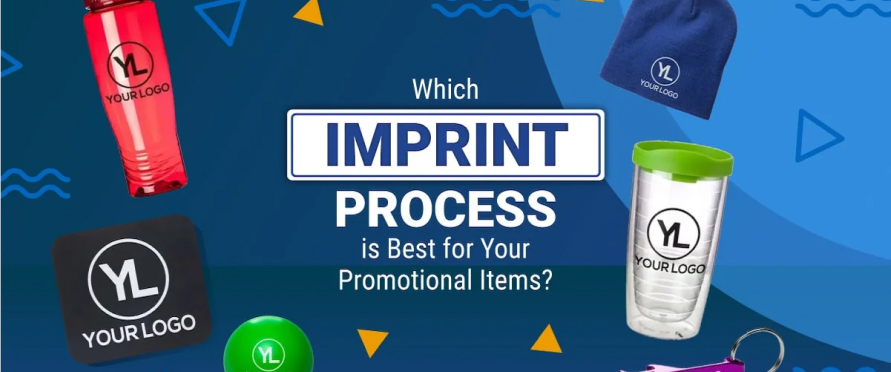 YL
YOUR LOGO
YL
YOUR LOGO
Which
IMPRINT
PROCESS
is Best for Your
Promotional Items?
YL
YOUR LOGO
YL
YOUR LOGO
YL